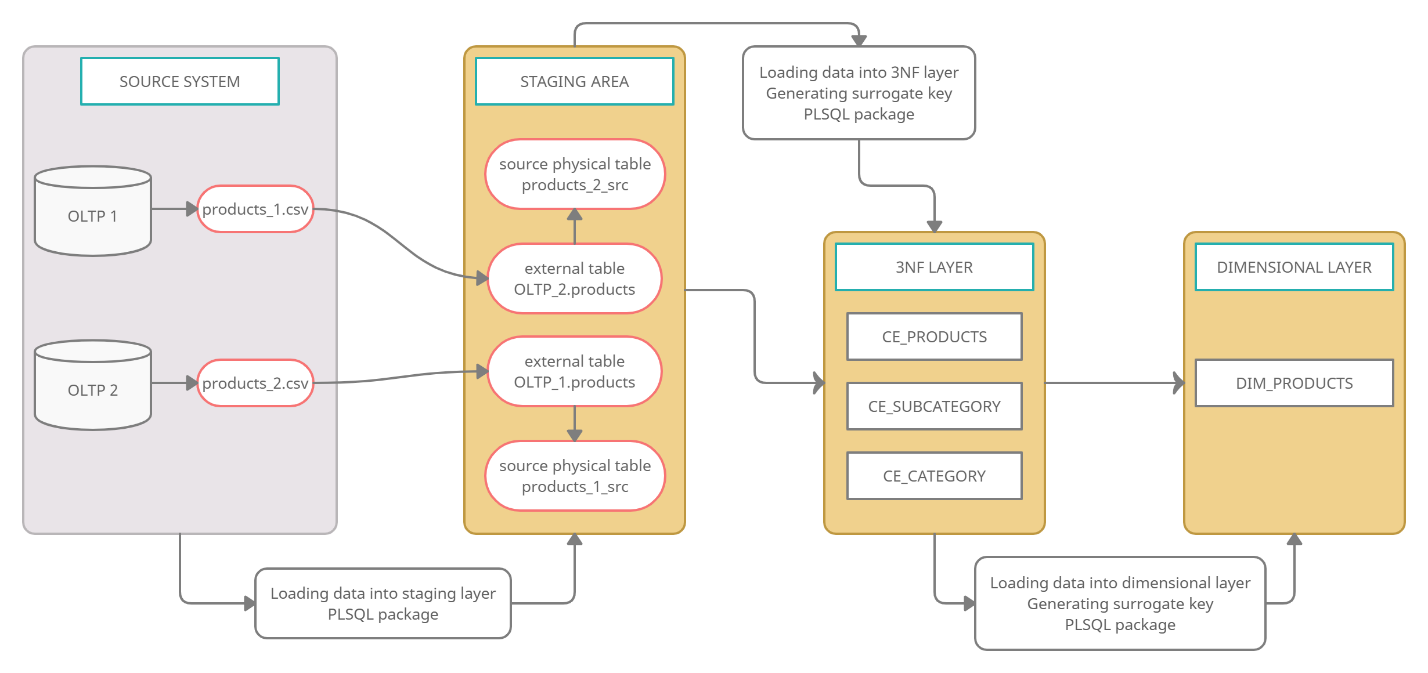 SOURCE SYSTEM
OLTP 1
products_1.csv
OLTP 2
products_2.csv
Loading data into staging layer
PLSQL package
STAGING AREA
source physical table
products_2_src
external table
OLTP_2.products
external table
OLTP_1.products
source physical table
products_1_src
Loading data into 3NF layer
Generating surrogate key
PLSQL package
3NF LAYER
CE_PRODUCTS
CE_SUBCATEGORY
CE_CATEGORY
Loading data into dimensional layer
Generating surrogate key
PLSQL package
DIMENSIONAL LAYER
DIM_PRODUCTS